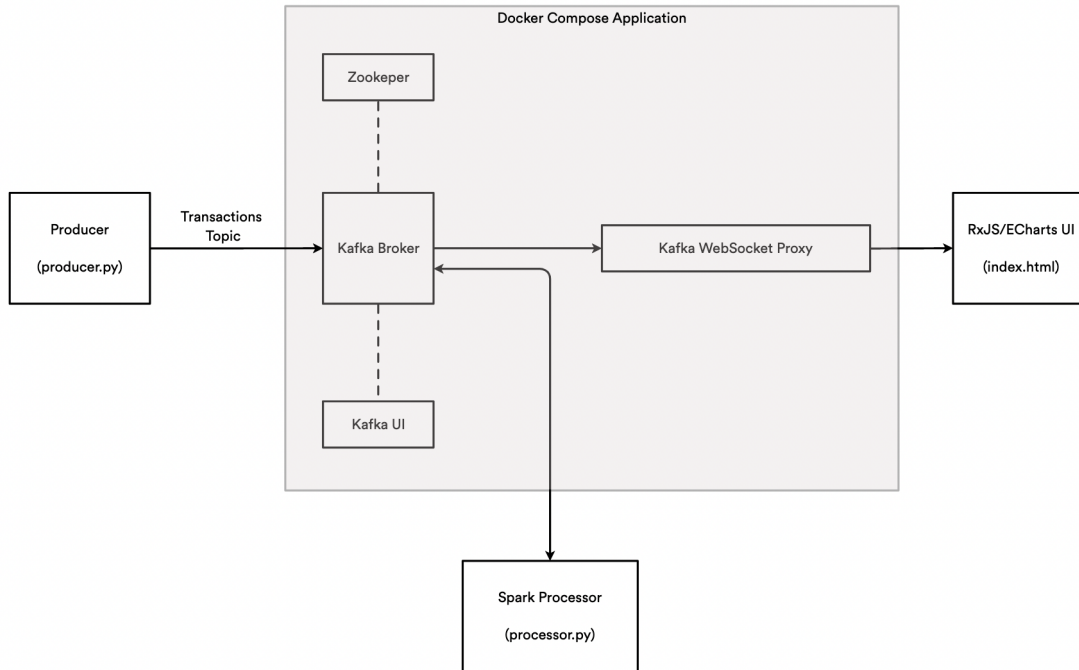 Docker Compose Application
Zookeper
Producer
(producer.py)
Transactions
Topic
Kafka Broker
Kafka WebSocket Proxy
RxJS/ECharts UI
(index.html)
Kafka UI
Spark Processor
(processor.py)